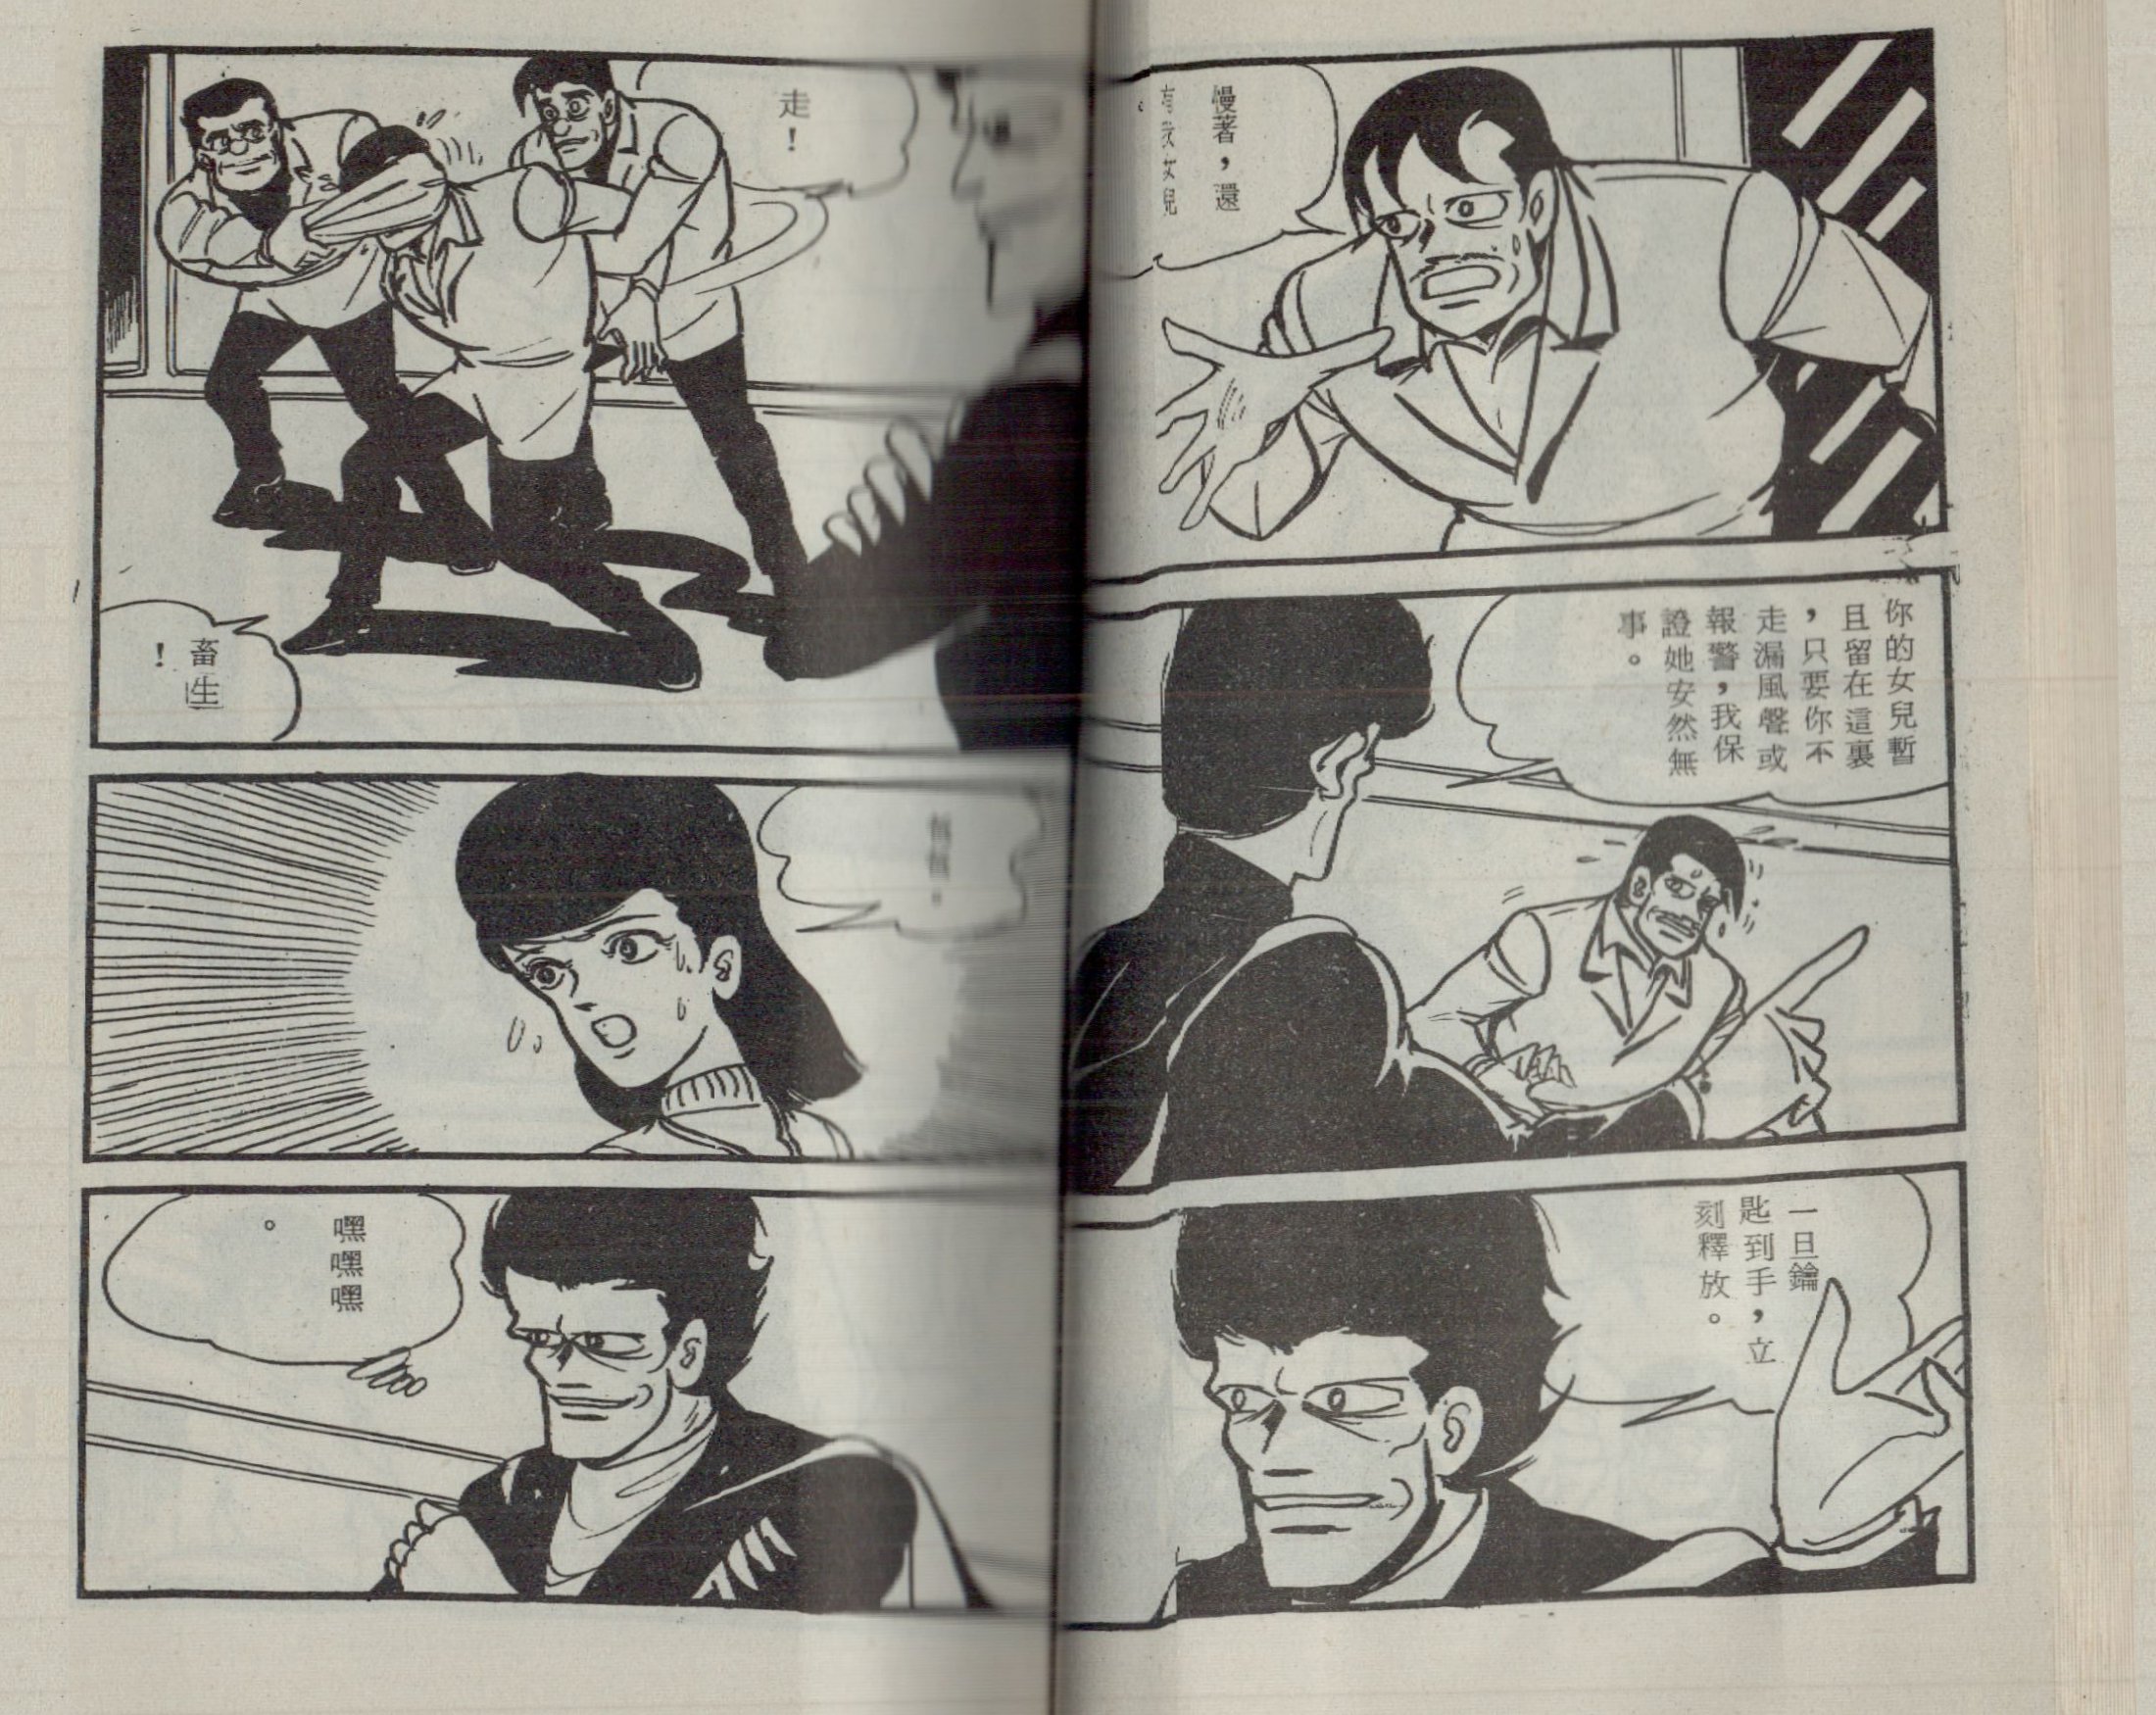 慢著，還
有我女兒
。
你的女兒暫
且留在這裏
，只要你不
走漏風聲或
報警，我保
證她安然無
事。
一旦鑰
匙到手，立
刻釋放。
走！
畜生
！
嘿嘿嘿
。